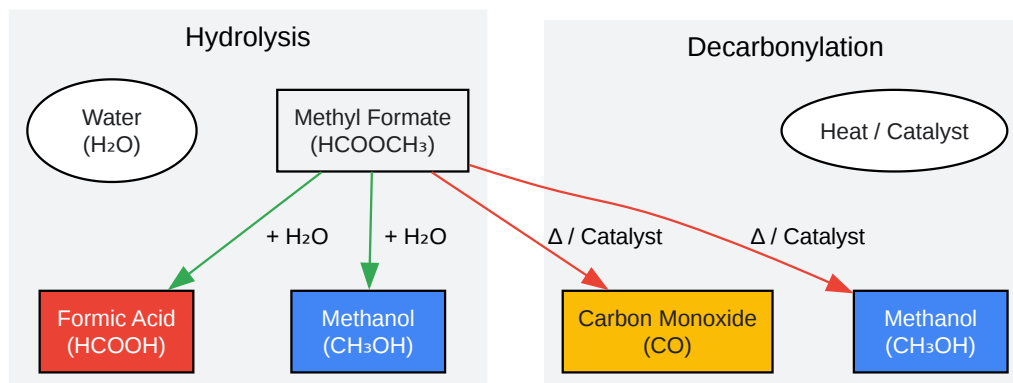 Hydrolysis
Decarbonylation
Water
(H₂O)
Methyl Formate
(HCOOCH₃)
Heat / Catalyst
+ H₂O
+ H₂O
Δ / Catalyst
Δ / Catalyst
Formic Acid
(HCOOH)
Methanol
(CH₃OH)
Carbon Monoxide
(CO)
Methanol
(CH₃OH)